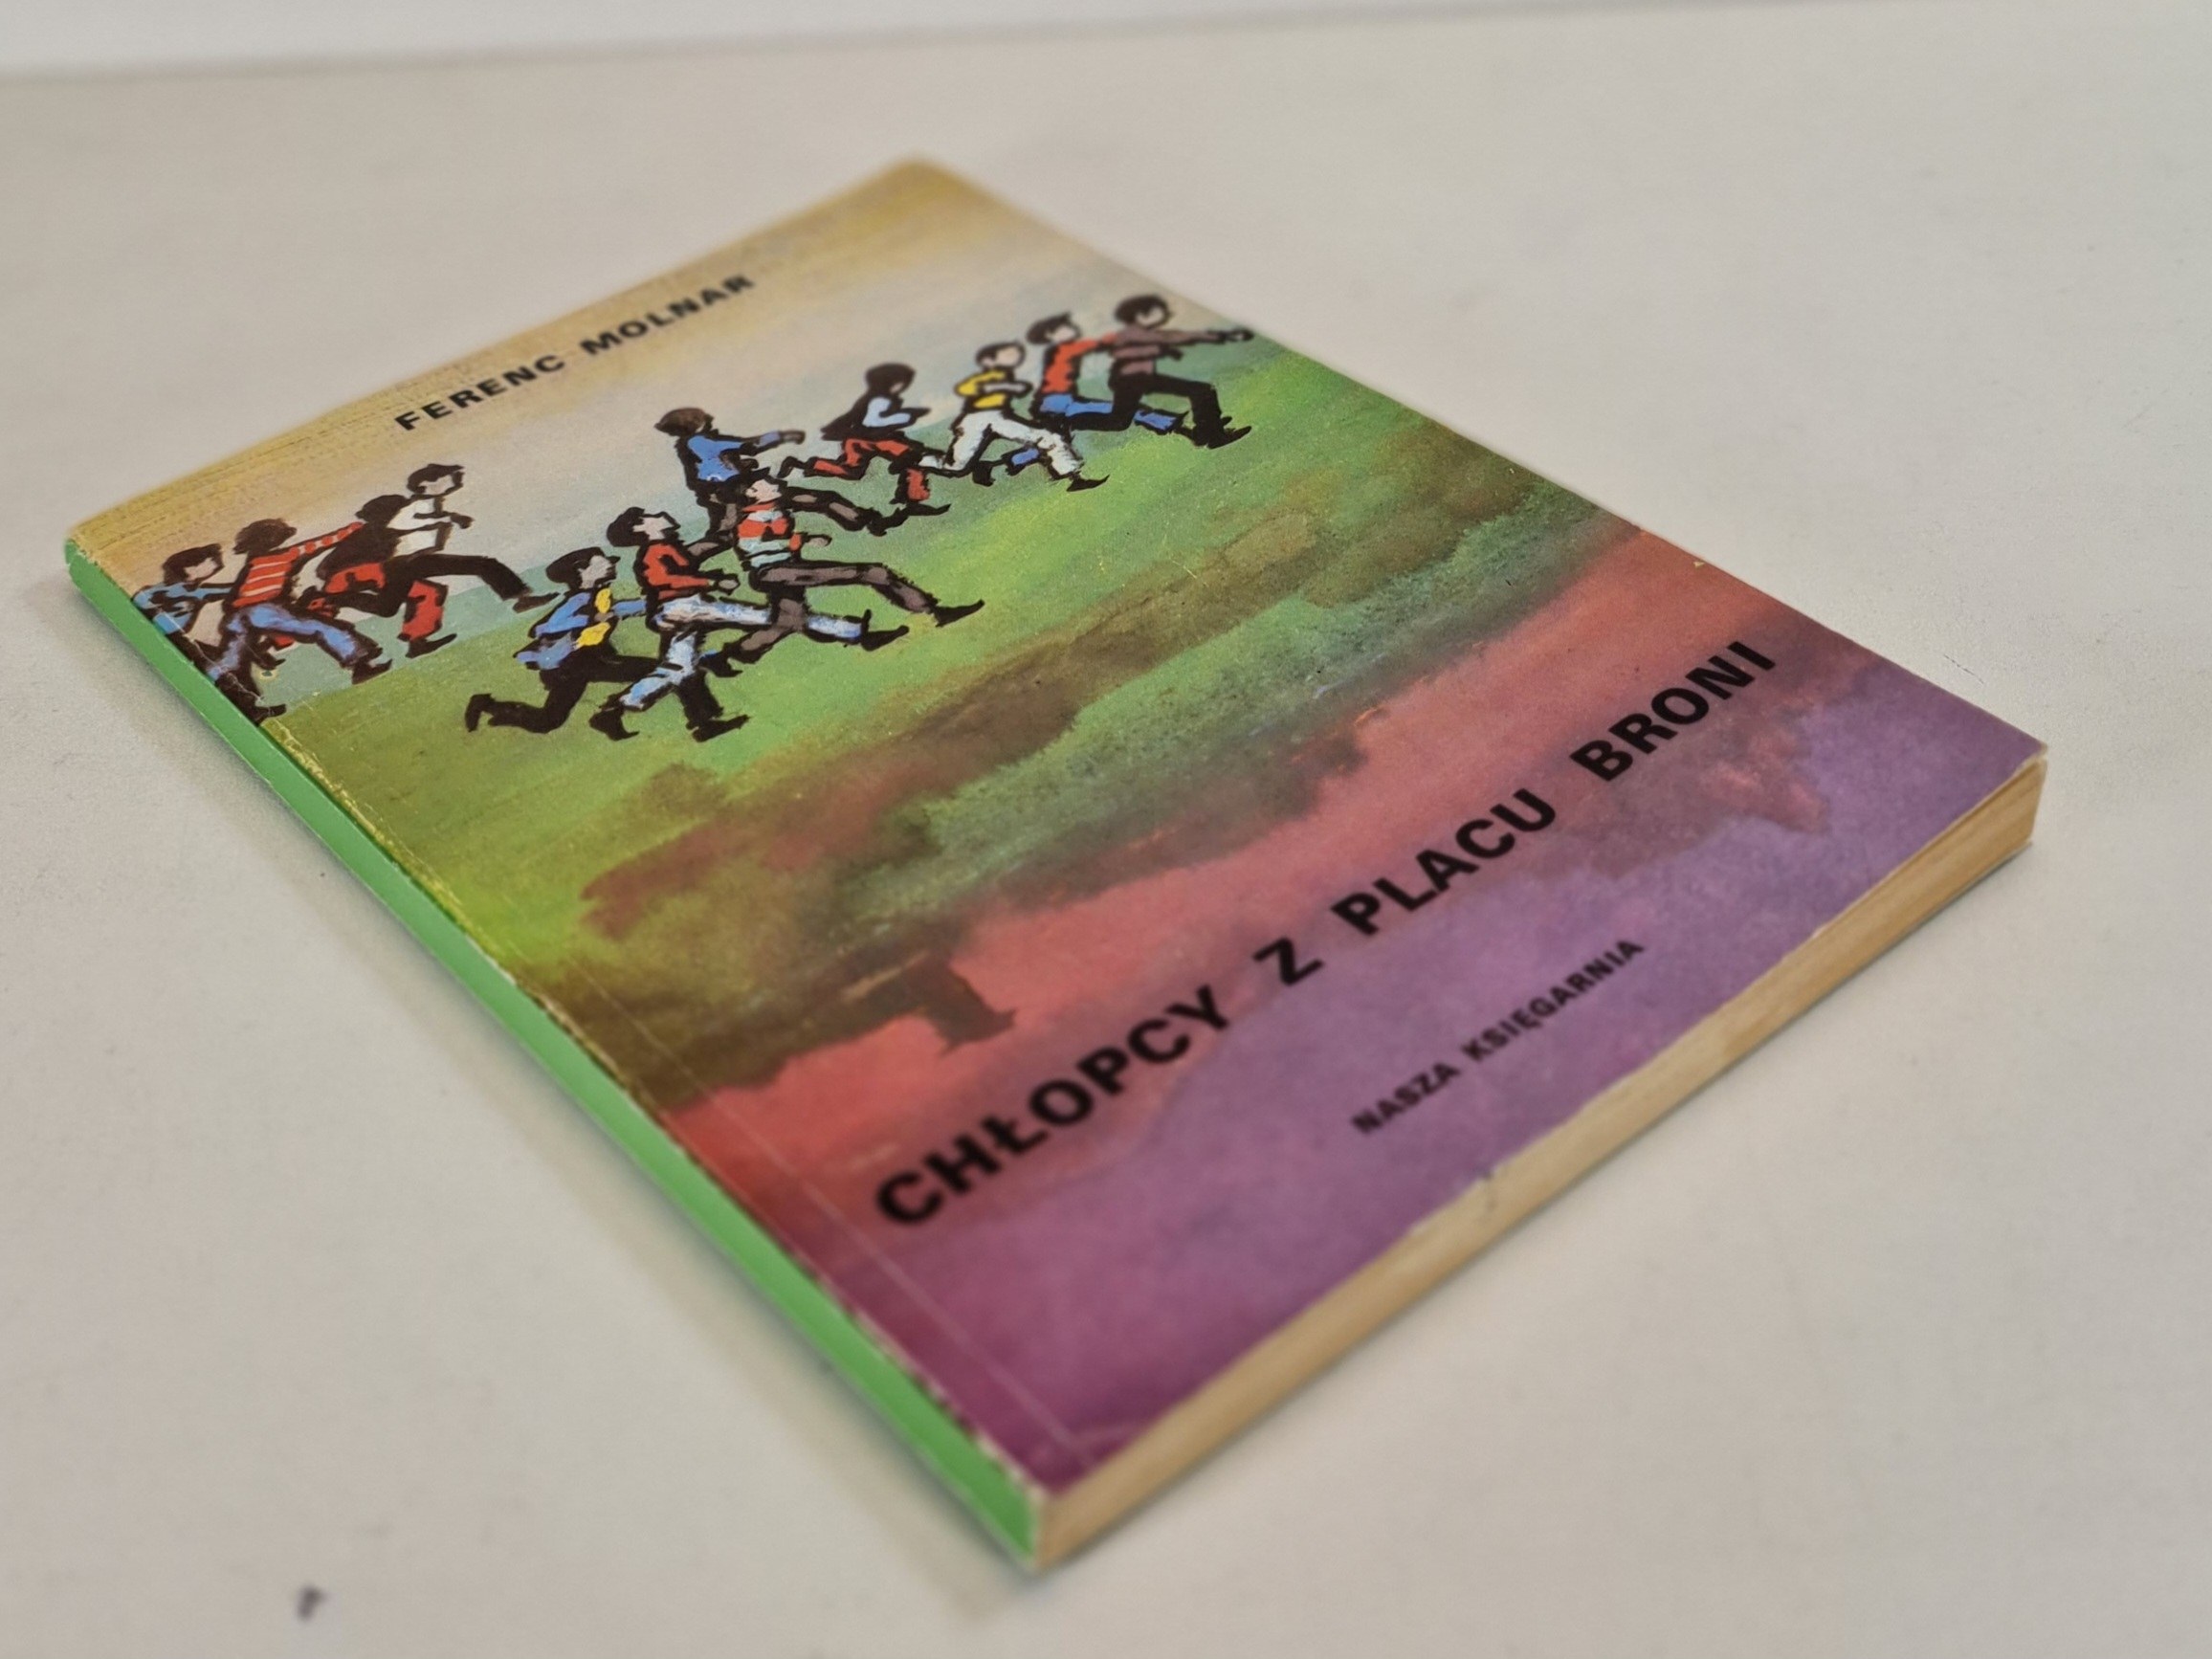 FERENC MOLNAR
CHŁOPCY Z PLACU BRONI
NASZA KSIĘGARNIA